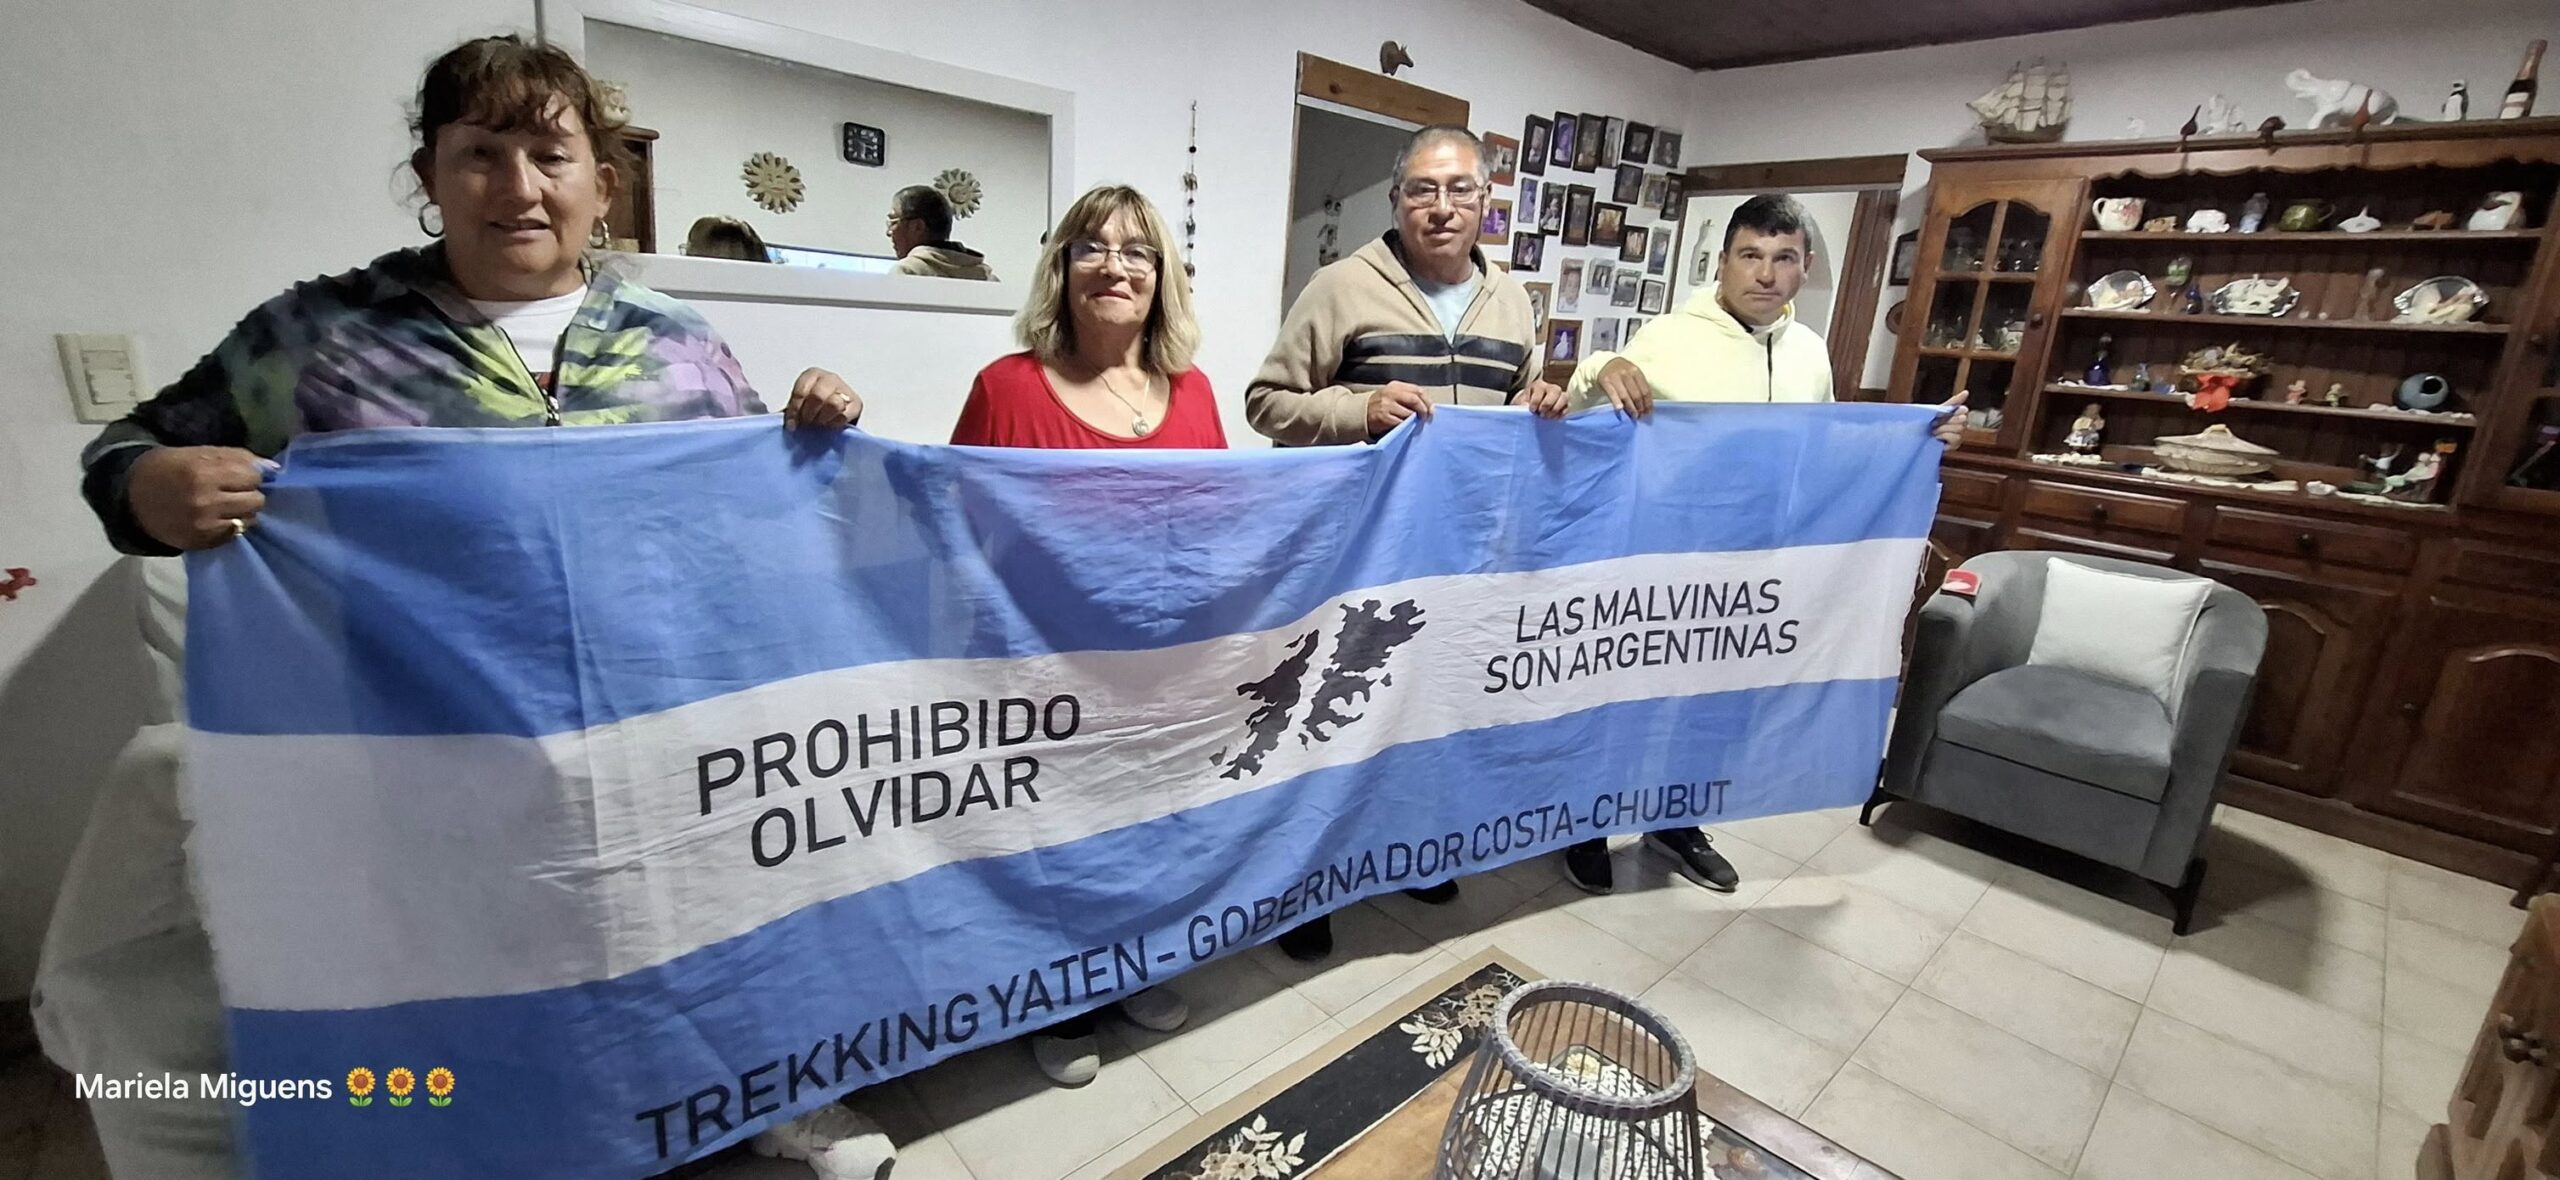 PROHIBIDO
OLVIDAR
LAS MALVINAS
SON ARGENTINAS
TREKKING YATEN - GOBERNADOR COSTA-CHUBUT
Mariela Miguens 🌻🌻🌻